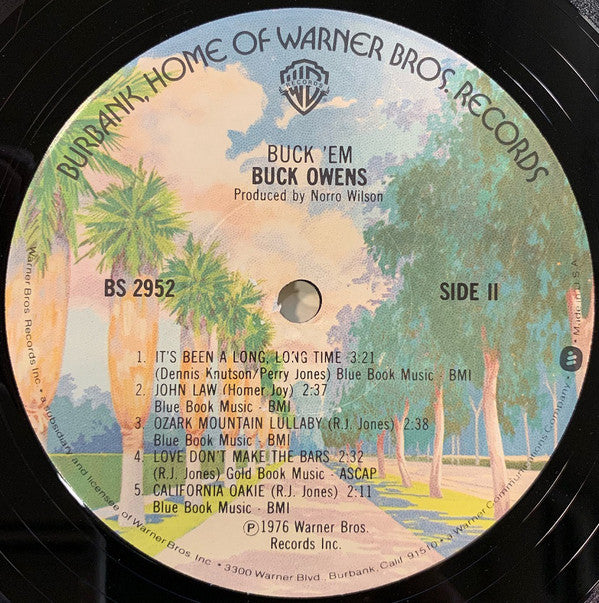 BURBANK, HOME OF WARNER BROS. RECORDS
WB
RECORDS
BUCK 'EM
BUCK OWENS
Produced by Norro Wilson
BS 2952
SIDE II
1. IT'S BEEN A LONG, LONG TIME 3:21
(Dennis Knutson/Perry Jones) Blue Book Music - BMI
2. JOHN LAW (Homer Joy) 2:37
Blue Book Music - BMI
3. OZARK MOUNTAIN LULLABY (R.J. Jones) 2:38
Blue Book Music - BMI
4. LOVE DON'T MAKE THE BARS 2:32
(R.J. Jones) Gold Book Music - ASCAP
5. CALIFORNIA OAKIE (R.J. Jones) 2:11
Blue Book Music - BMI
℗1976 Warner Bros.
Records Inc.
Warner Bros. Records Inc. • a subsidiary and licensee of Warner Bros. Inc. • 3300 Warner Blvd., Burbank, Calif. 91510 • a Warner Communications Company. • Made in U.S.A.